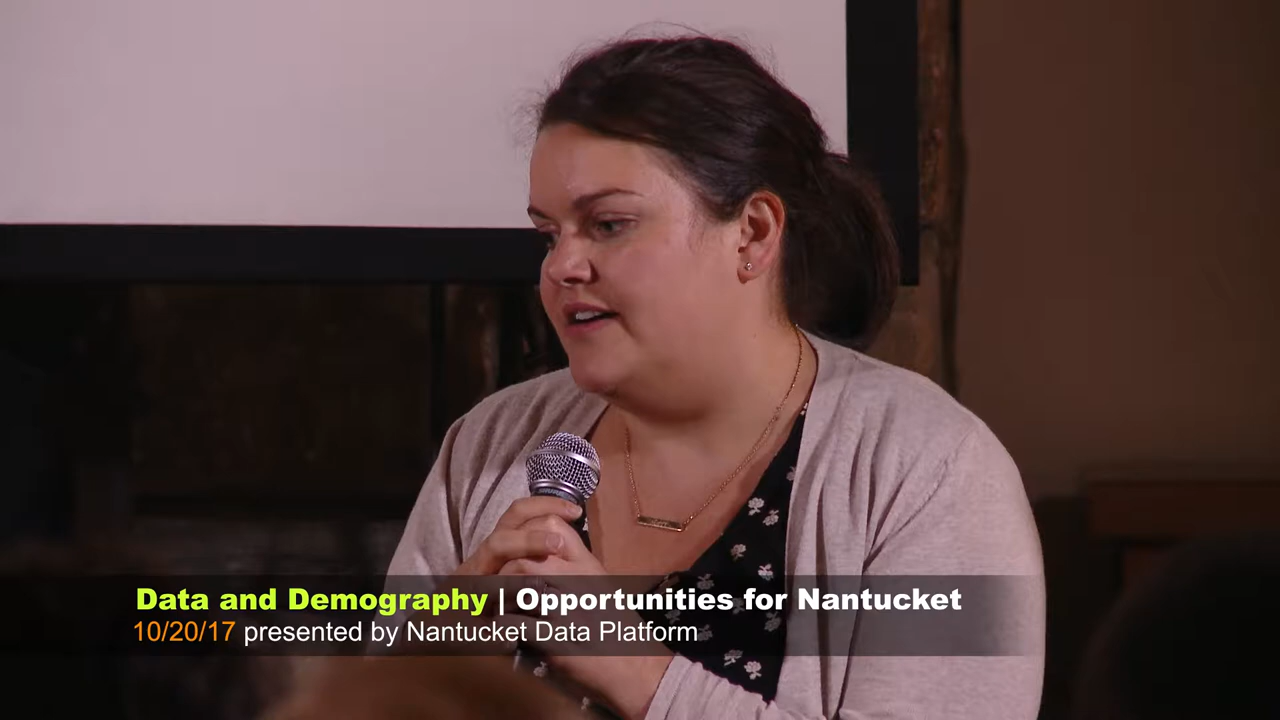 Data and Demography | Opportunities for Nantucket
10/20/17 presented by Nantucket Data Platform